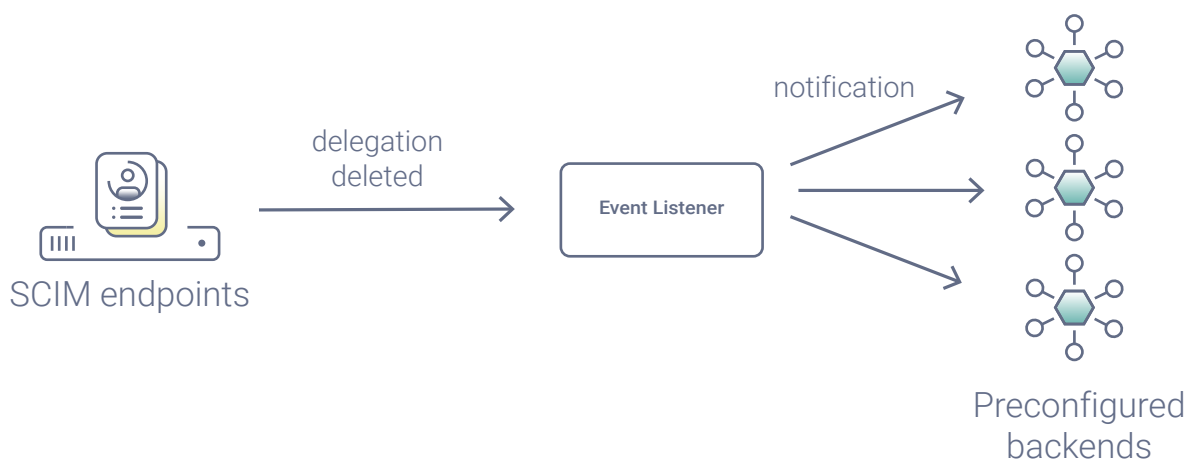 notification
delegation
deleted
Event Listener
SCIM endpoints
Preconfigured
backends